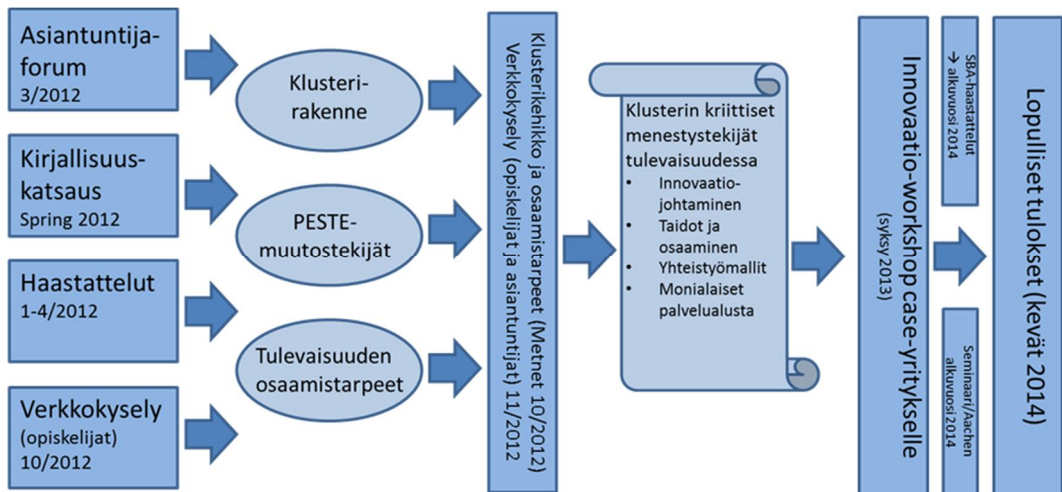 Asiantuntija-
forum
3/2012
Kirjallisuus-
katsaus
Spring 2012
Haastattelut
1-4/2012
Verkkokysely
(opiskelijat)
10/2012
Klusteri-
rakenne
PESTE-
muutostekijät
Tulevaisuuden
osaamistarpeet
Klusterikehikko ja osaamistarpeet (Metnet 10/2012)
Verkkokysely (opiskelijat ja asiantuntijat) 11/2012
Klusterin kriittiset
menestystekijät
tulevaisuudessa
• Innovaatio-
johtaminen
• Taidot ja
osaaminen
• Yhteistyömallit
• Monialaiset
palvelualusta
Innovaatio-workshop case-yritykselle
(syksy 2013)
SBA-haastattelut
→ alkuvuosi 2014
Seminaari/Aachen
alkuvuosi 2014
Lopulliset tulokset (kevät 2014)